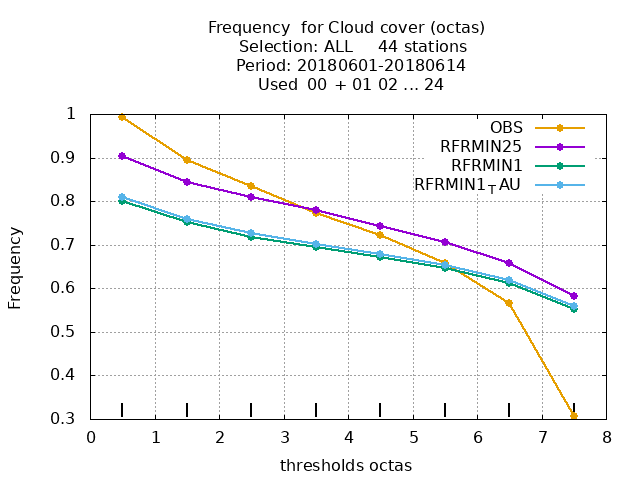 Frequency  for Cloud cover (octas)
Selection: ALL     44 stations
Period: 20180601-20180614
Used  00  + 01 02 ... 24
OBS
RFRMIN25
RFRMIN1
RFRMIN1TAU
1
0.9
0.8
0.7
0.6
0.5
0.4
0.3
Frequency
0 1 2 3 4 5 6 7 8
thresholds octas